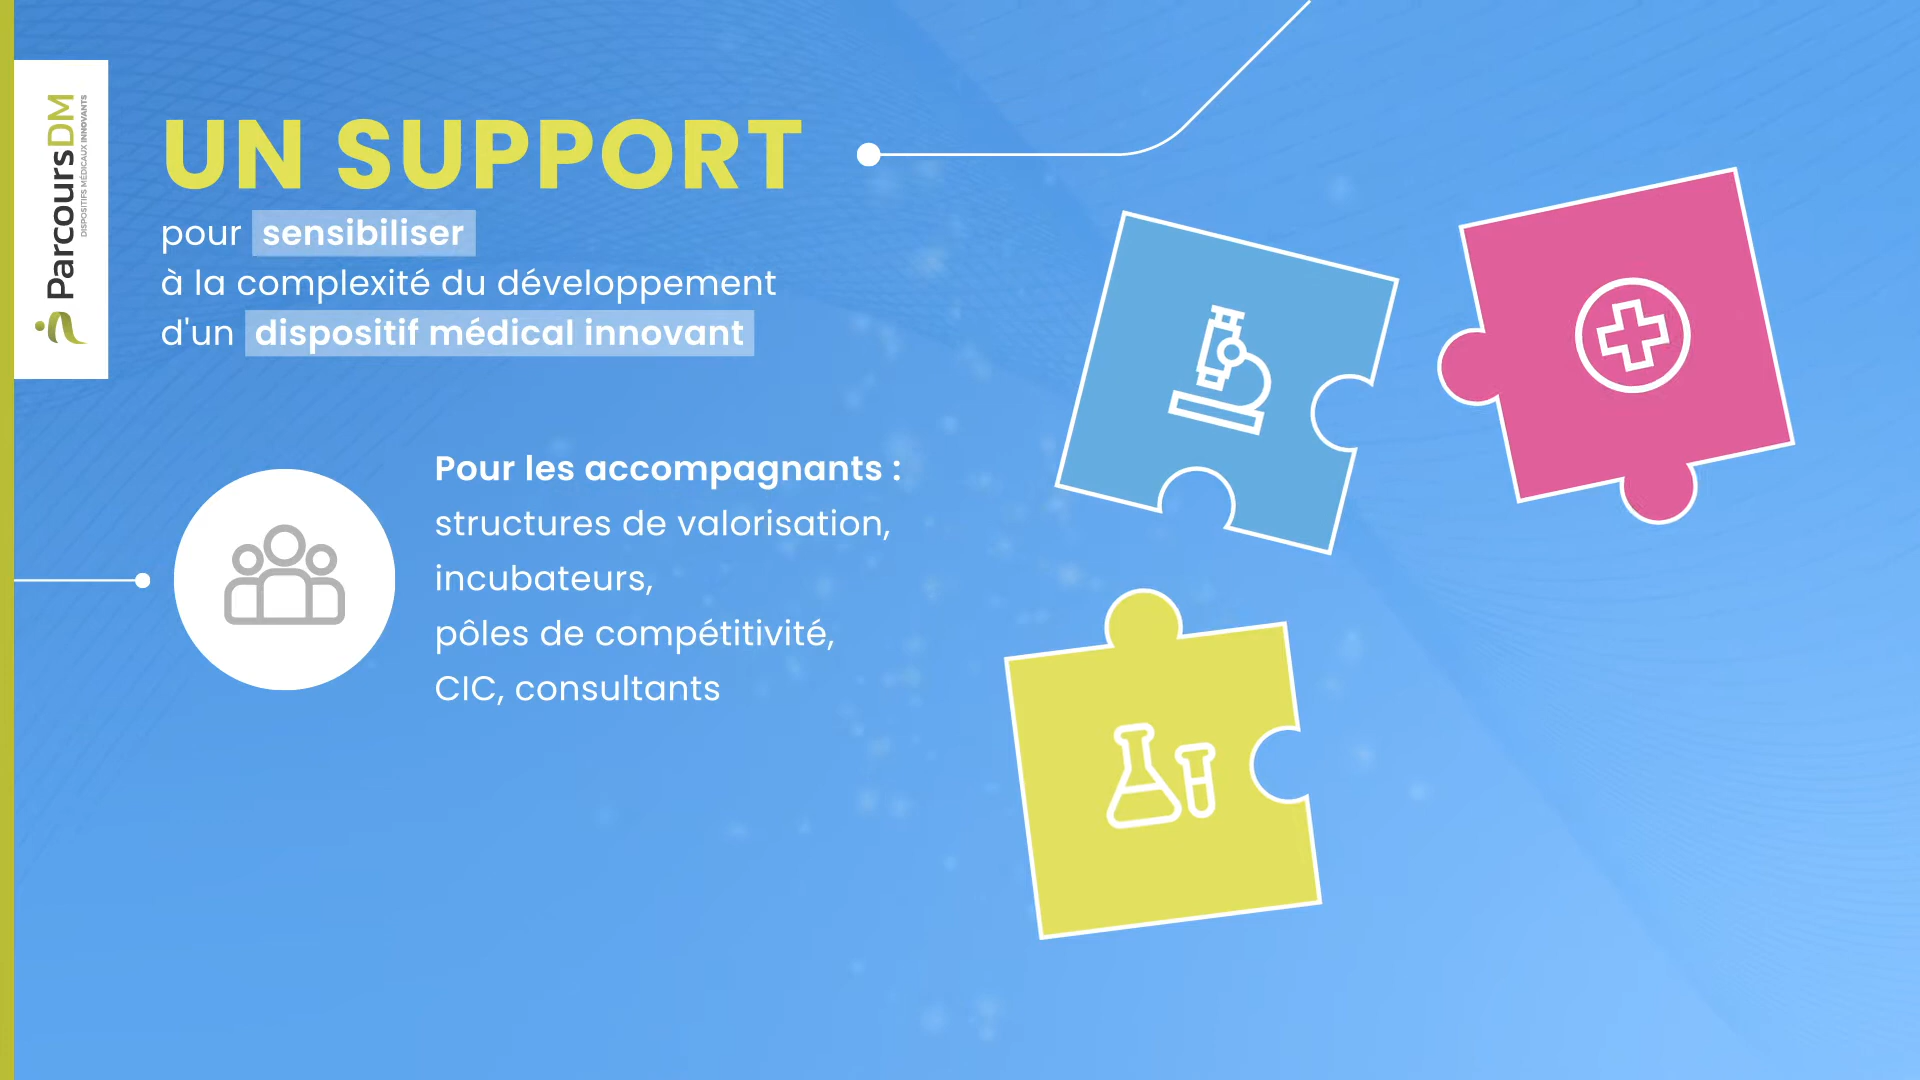 ParcoursDM
DISPOSITIFS MÉDICAUX INNOVANTS
UN SUPPORT
pour sensibiliser
à la complexité du développement
d'un dispositif médical innovant
Pour les accompagnants :
structures de valorisation,
incubateurs,
pôles de compétitivité,
CIC, consultants